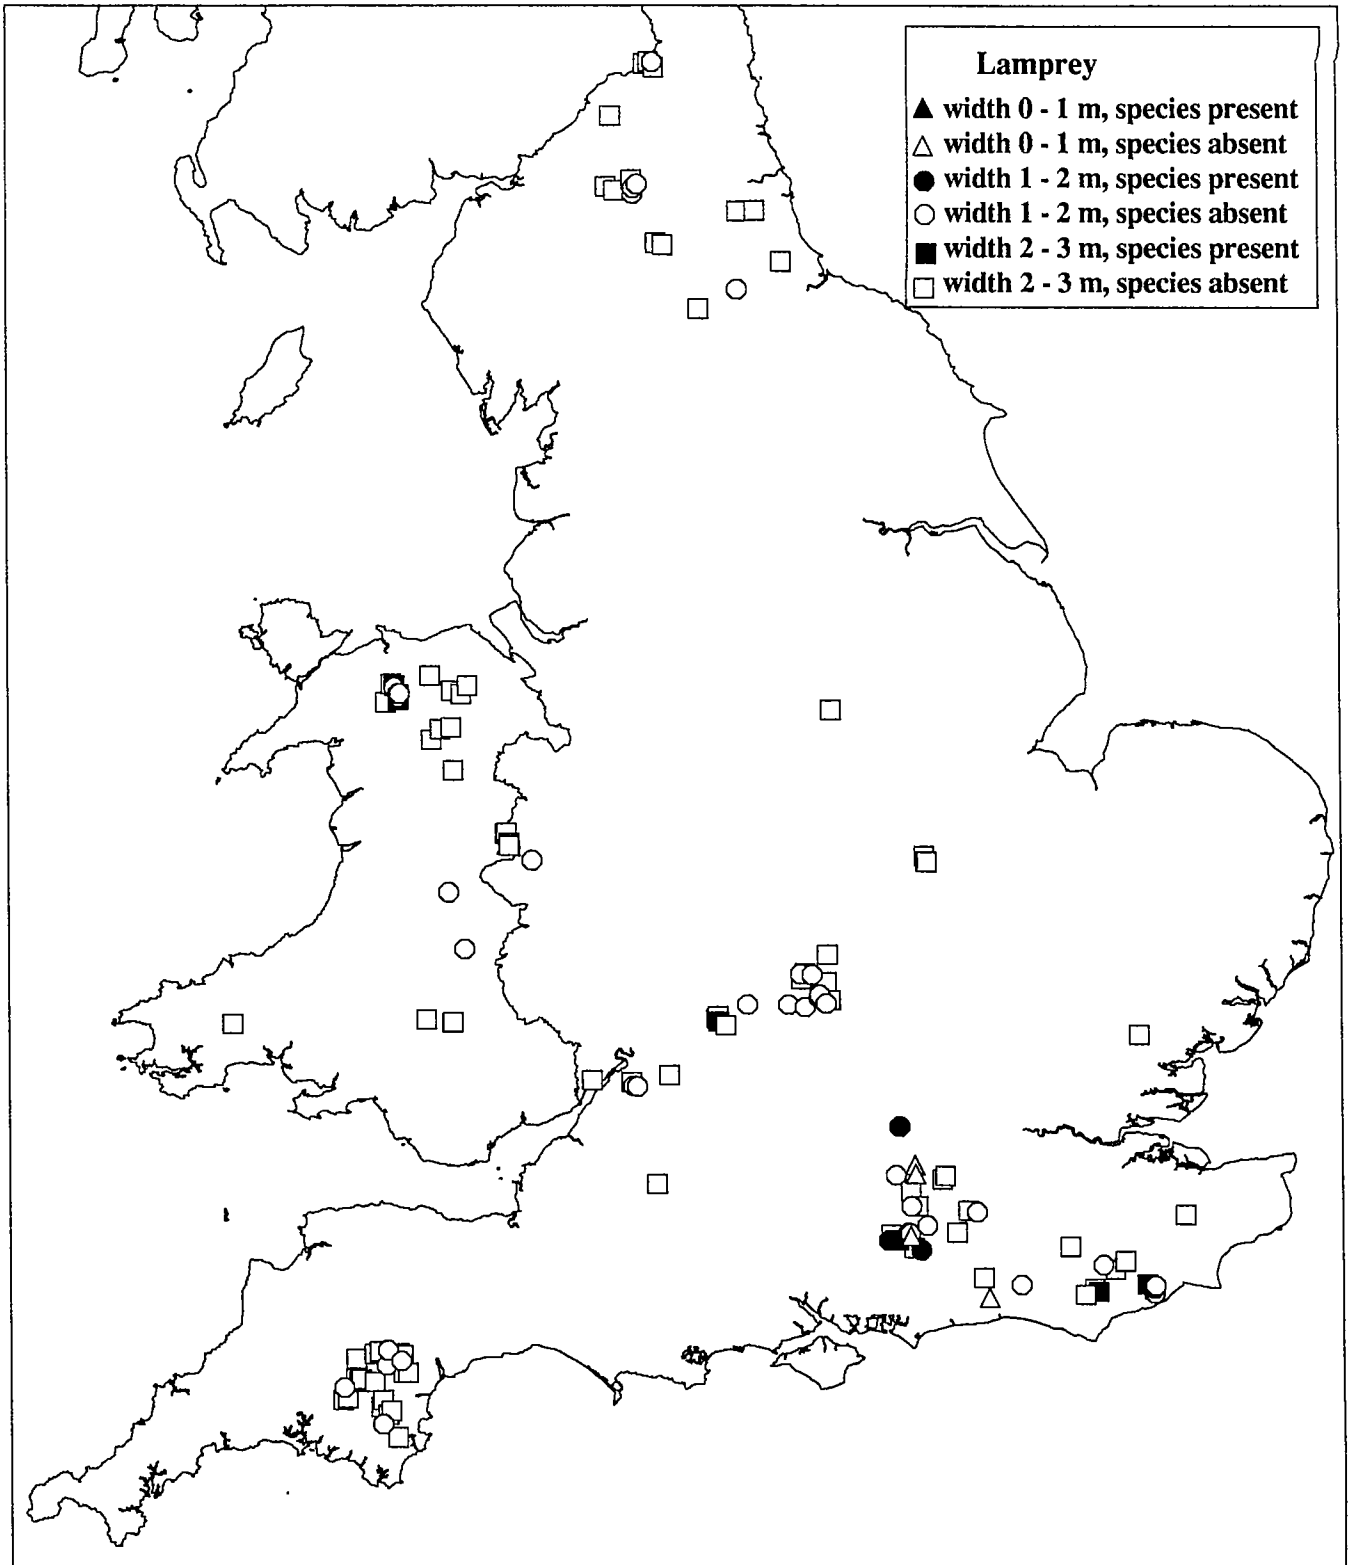 Lamprey
width 0 - 1 m, species present
width 0 - 1 m, species absent
width 1 - 2 m, species present
width 1 - 2 m, species absent
width 2 - 3 m, species present
width 2 - 3 m, species absent